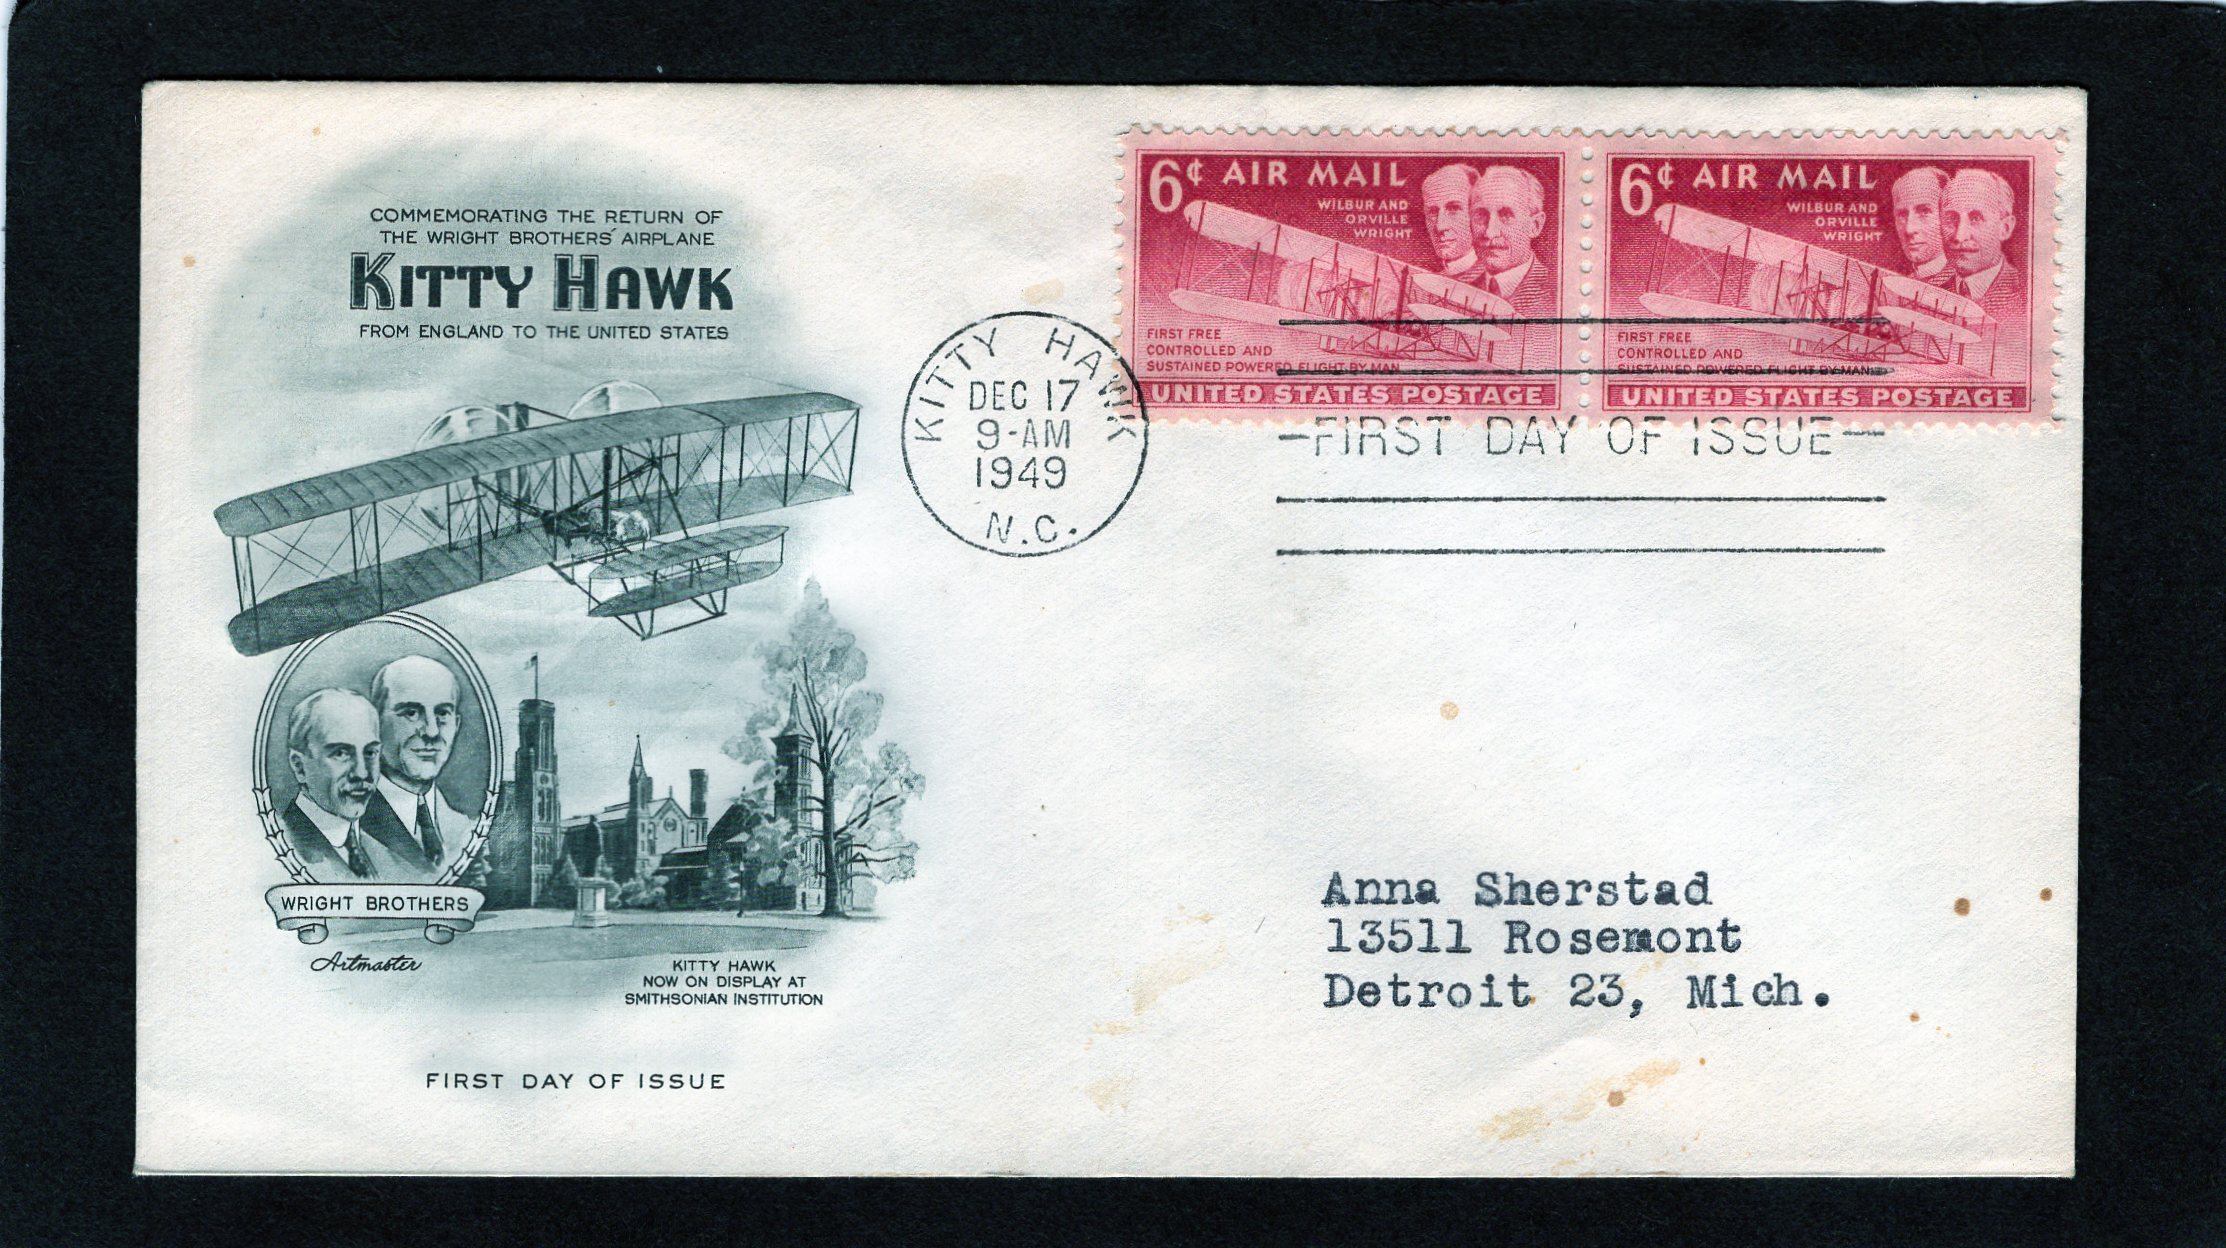 COMMEMORATING THE RETURN OF
THE WRIGHT BROTHERS' AIRPLANE
KITTY HAWK
FROM ENGLAND TO THE UNITED STATES
WRIGHT BROTHERS
Artmaster
KITTY HAWK
NOW ON DISPLAY AT
SMITHSONIAN INSTITUTION
FIRST DAY OF ISSUE
KITTY HAWK
DEC 17
9-AM
1949
N.C.
6¢ AIR MAIL
WILBUR AND
ORVILLE
WRIGHT
FIRST FREE
CONTROLLED AND
SUSTAINED POWERED FLIGHT BY MAN
UNITED STATES POSTAGE
6¢ AIR MAIL
WILBUR AND
ORVILLE
WRIGHT
FIRST FREE
CONTROLLED AND
SUSTAINED POWERED FLIGHT BY MAN
UNITED STATES POSTAGE
—FIRST DAY OF ISSUE—
Anna Sherstad
13511 Rosemont
Detroit 23, Mich.